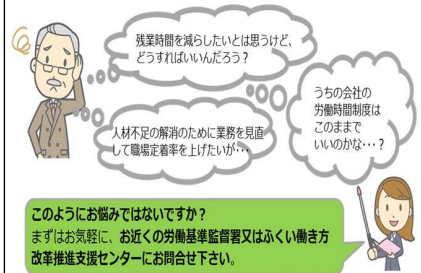 残業時間を減らしたいとは思うけど、
どうすればいいんだろう？
うちの会社の
労働時間制度は
このままで
いいのかな･･･？
人材不足の解消のために業務を見直
して職場定着率を上げたいが･･･
このようにお悩みではないですか？
まずはお気軽に、お近くの労働基準監督署又はふくい働き方
改革推進支援センターにお問合せ下さい。